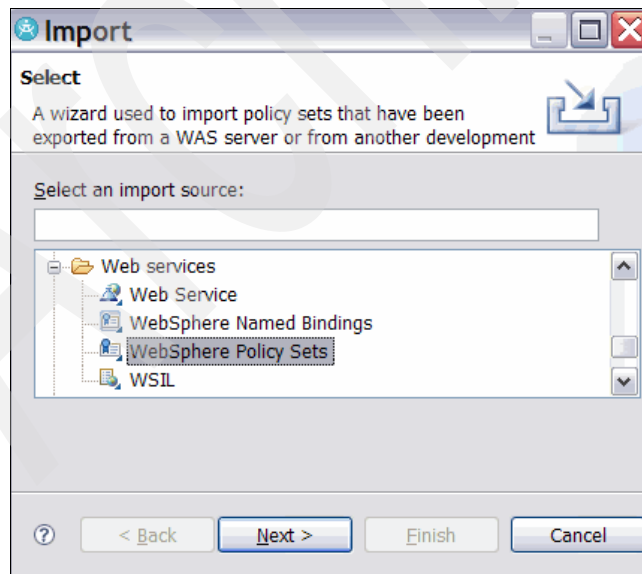 Import
Select
A wizard used to import policy sets that have been
exported from a WAS server or from another development
Select an import source:
Web services
Web Service
WebSphere Named Bindings
WebSphere Policy Sets
WSIL
? < Back Next > Finish Cancel